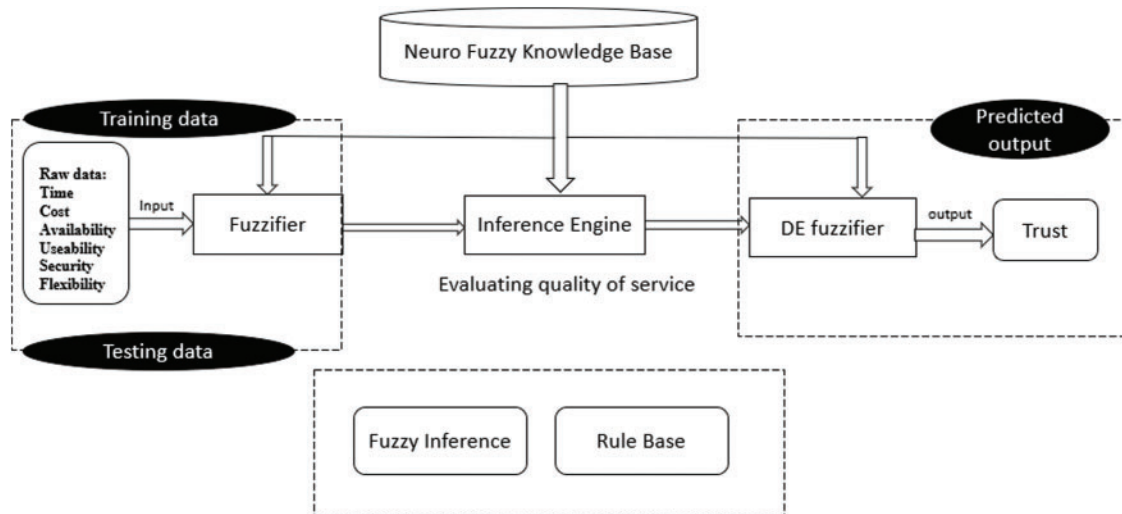 Neuro Fuzzy Knowledge Base
Training data
Predicted
output
Raw data:
Time
Cost
Availability
Useability
Security
Flexibility
Input
Fuzzifier
Inference Engine
DE fuzzifier
output
Trust
Evaluating quality of service
Testing data
Fuzzy Inference
Rule Base